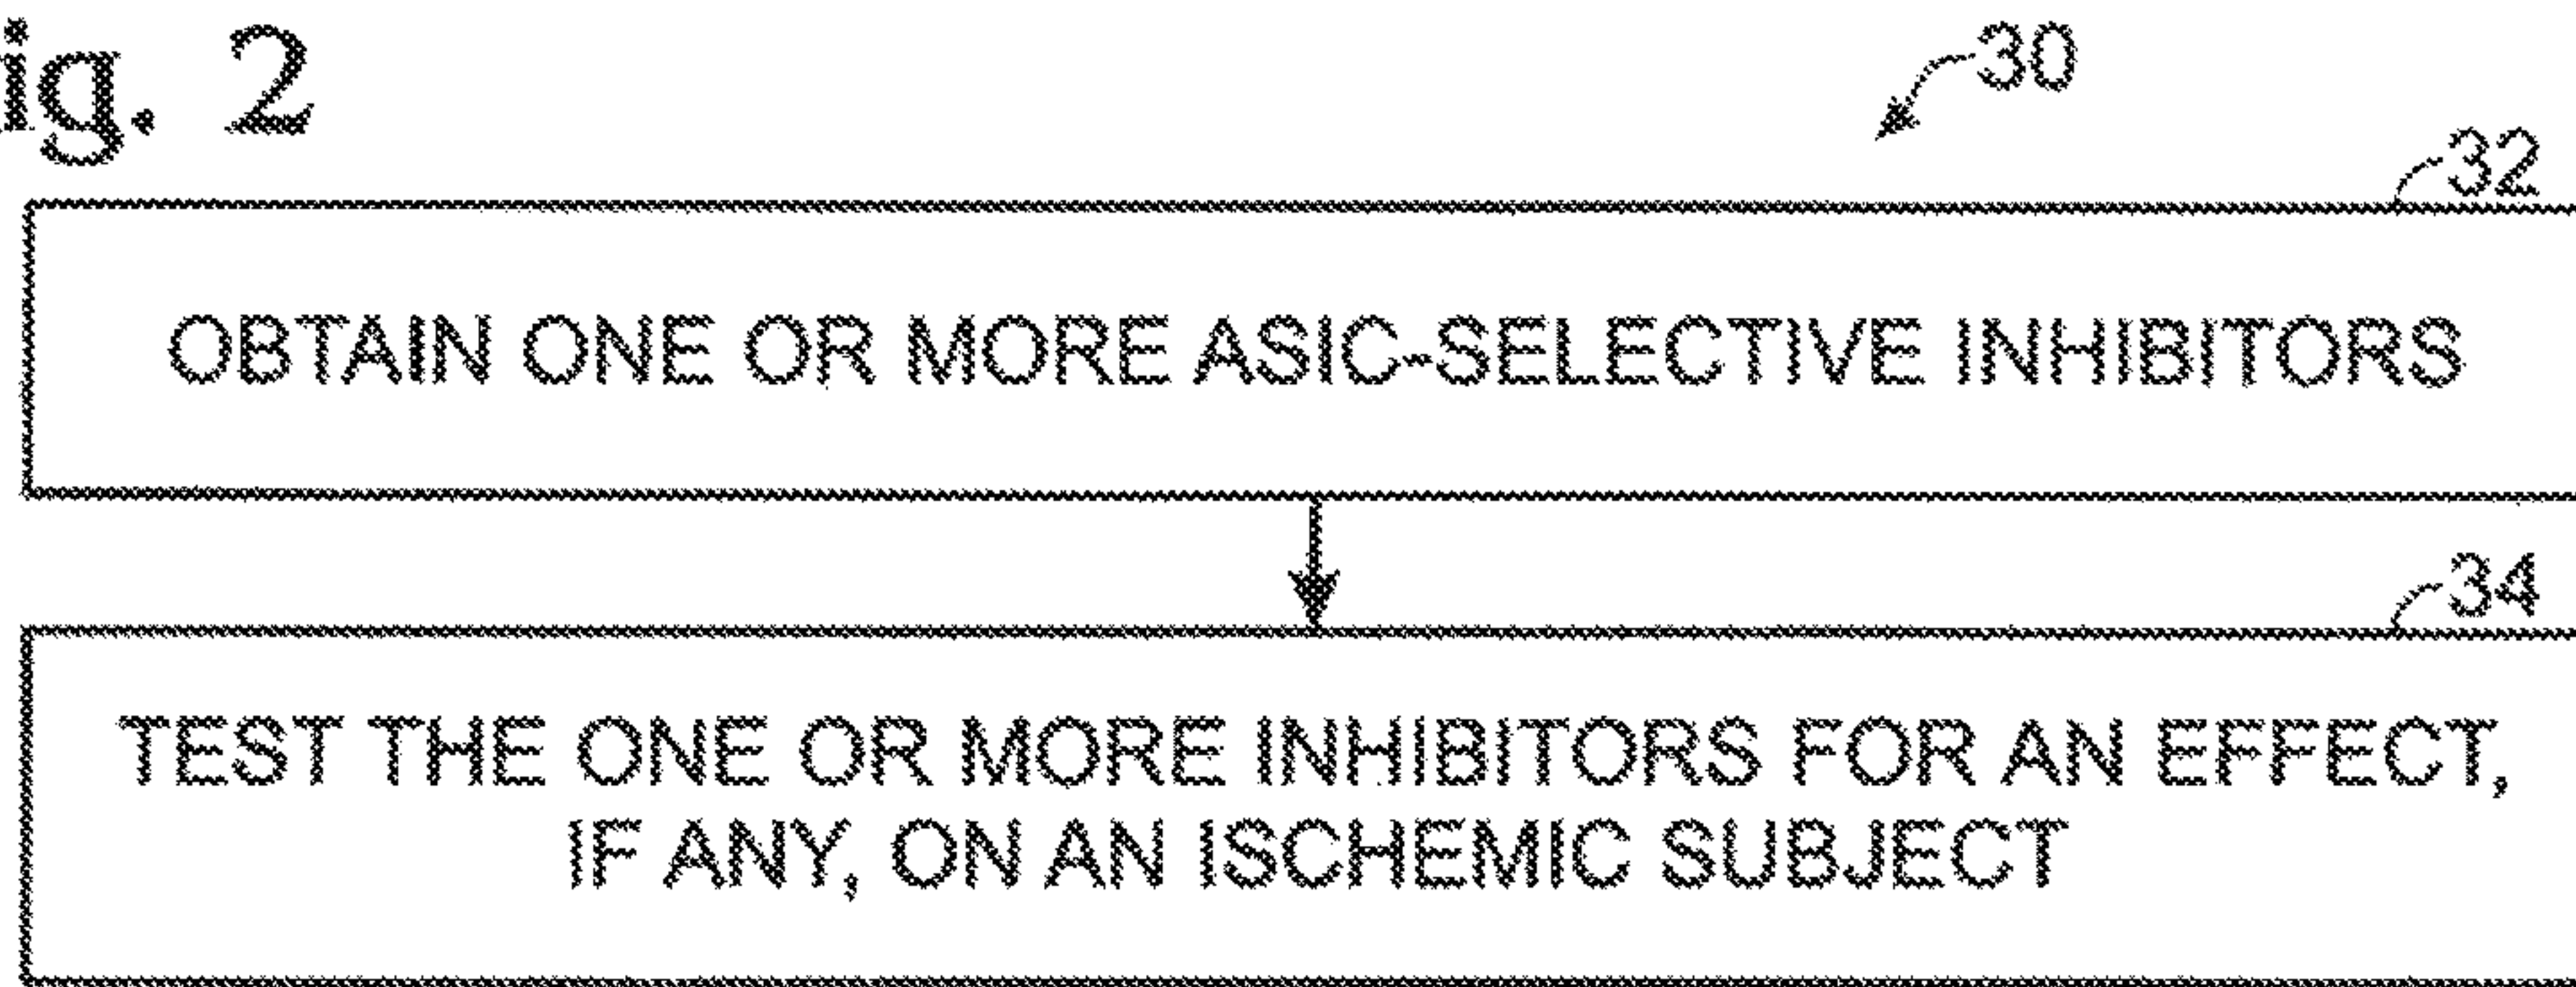 ig. 2
30
32
OBTAIN ONE OR MORE ASIC-SELECTIVE INHIBITORS
34
TEST THE ONE OR MORE INHIBITORS FOR AN EFFECT,
IF ANY, ON AN ISCHEMIC SUBJECT